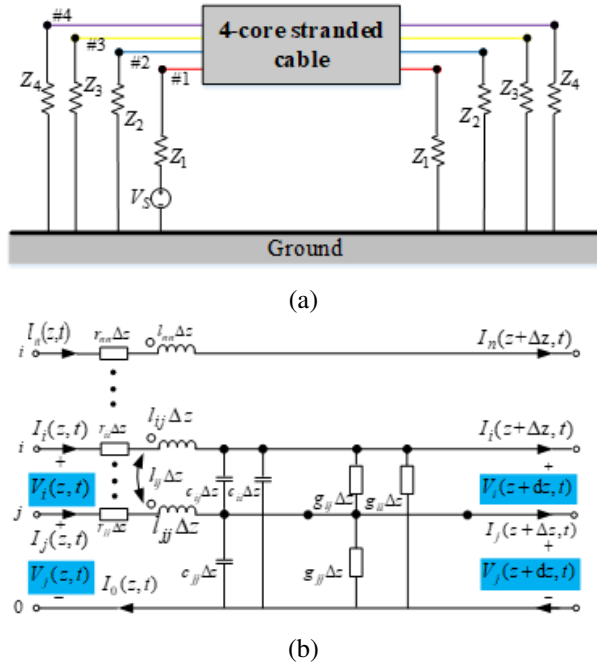 #4
#3
#2
#1
4-core stranded
cable
Z4
Z3
Z2
Z1
VS
Z1
Z2
Z3
Z4
Ground
(a)
In(z,t)
rnnΔz
lnnΔz
In(z+Δz,t)
i
Ii(z,t)
riiΔz
lijΔz
Ii(z+Δz,t)
i
+
lijΔz
cijΔz
ciiΔz
gijΔz
giiΔz
+
Vi(z,t)
Vi(z+dz,t)
j
+
rjjΔz
ljjΔz
Ij(z,t)
Ij(z+Δz,t)
+
cjjΔz
gjjΔz
Vj(z,t)
Vj(z+dz,t)
−
I0(z,t)
−
0
(b)